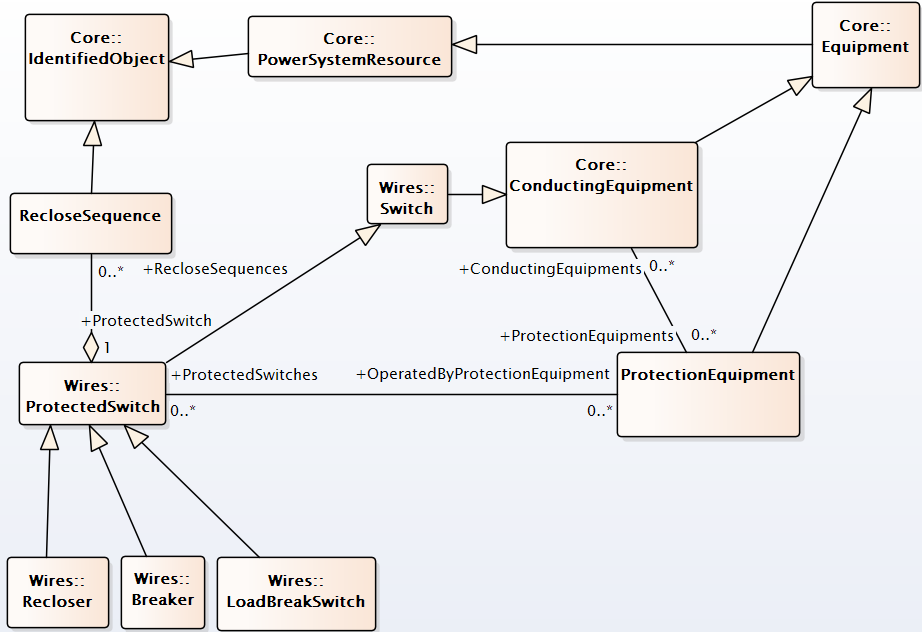 Core::
IdentifiedObject
Core::
PowerSystemResource
Core::
Equipment
Core::
ConductingEquipment
Wires::
Switch
RecloseSequence
0..*
+RecloseSequences
+ConductingEquipments
0..*
+ProtectedSwitch
1
+ProtectionEquipments
0..*
Wires::
ProtectedSwitch
+ProtectedSwitches
0..*
+OperatedByProtectionEquipment
0..*
ProtectionEquipment
Wires::
Recloser
Wires::
Breaker
Wires::
LoadBreakSwitch